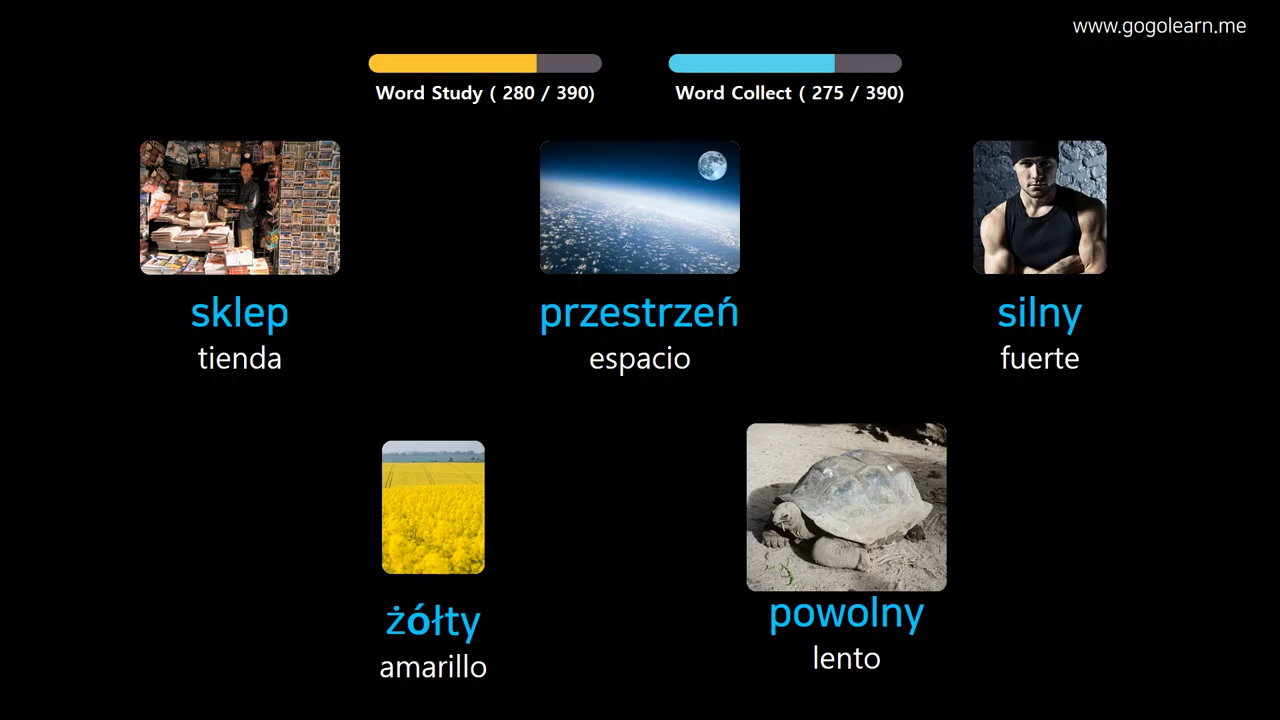 www.gogolearn.me
Word Study ( 280 / 390)
Word Collect ( 275 / 390)
sklep
tienda
przestrzeń
espacio
silny
fuerte
żółty
amarillo
powolny
lento